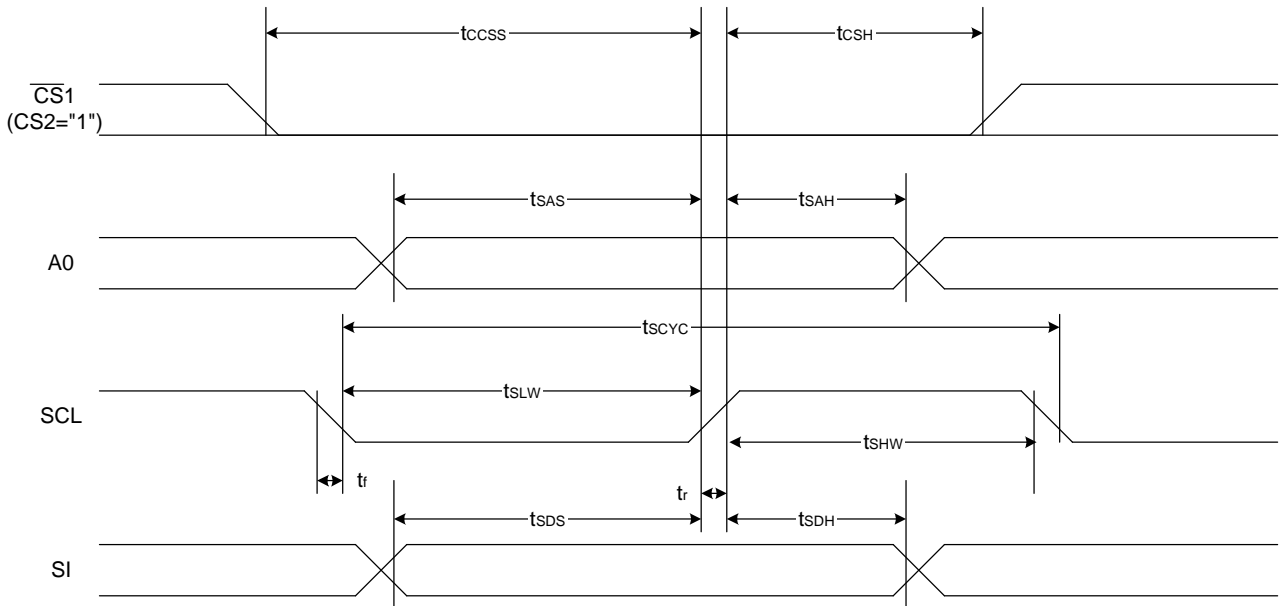 tCCSS
tCSH
CS1
(CS2="1")
tSAS
tSAH
A0
tSCYC
tSLW
SCL
tSHW
tf
tr
tSDS
tSDH
SI